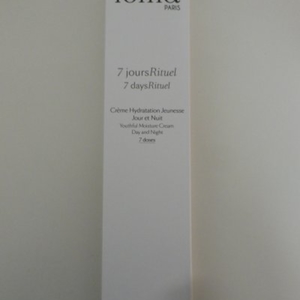 PARIS
7 joursRituel
7 daysRituel
Crème Hydratation Jeunesse
Jour et Nuit
Youthful Moisture Cream
Day and Night
7 doses